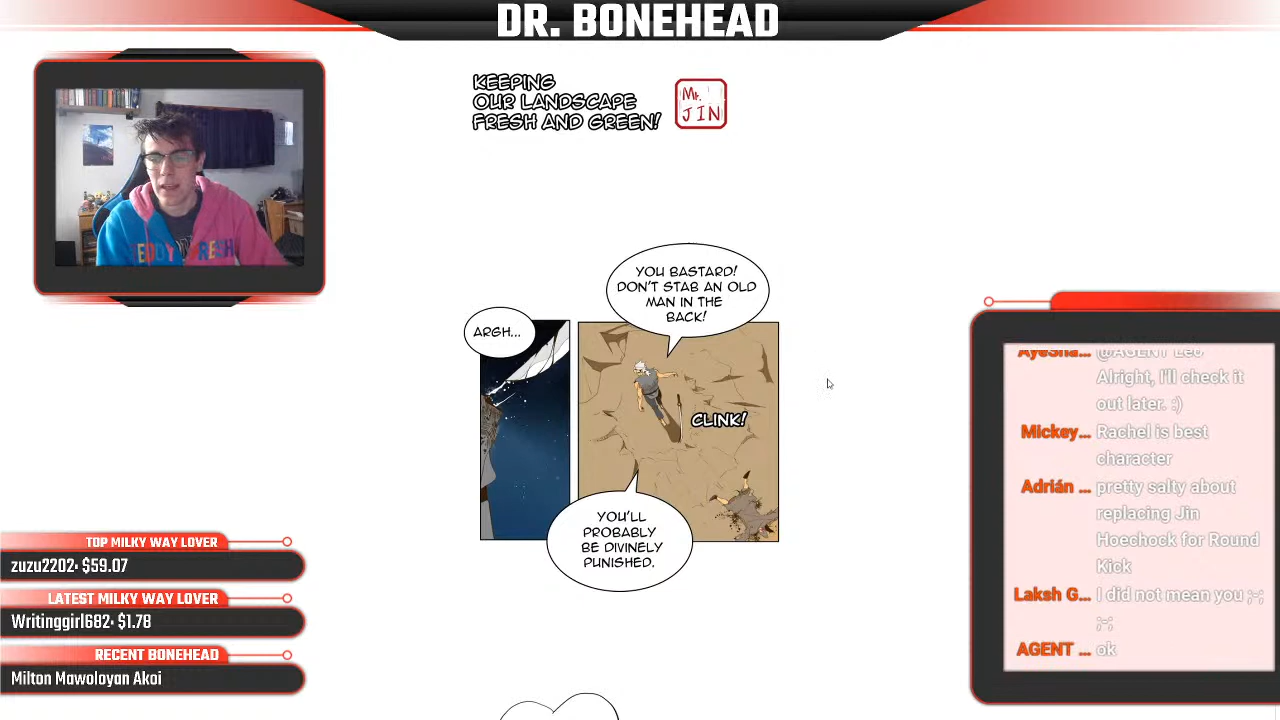 DR. BONEHEAD
KEEPING
OUR LANDSCAPE
FRESH AND GREEN!
Mr.
JIN
YOU BASTARD!
DON'T STAB AN OLD
MAN IN THE
BACK!
ARGH...
CLINK!
YOU'LL
PROBABLY
BE DIVINELY
PUNISHED.
TOP MILKY WAY LOVER
zuzu2202• $59.07
LATEST MILKY WAY LOVER
Writinggirl682• $1.78
RECENT BONEHEAD
Milton Mawoloyan Akoi
Ayesha... @AGENT Leo
Alright, I'll check it
out later. :)
Mickey... Rachel is best
character
Adrián ... pretty salty about
replacing Jin
Hoechock for Round
Kick
Laksh G... I did not mean you ;-;
;-;
AGENT ... ok